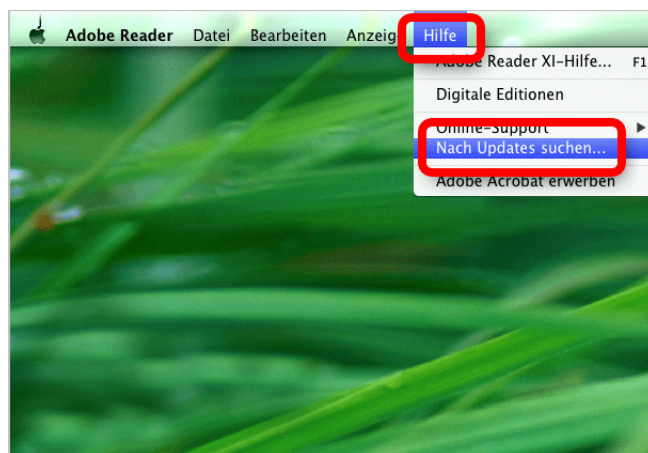 Adobe Reader Datei Bearbeiten Anzeig Hilfe
Adobe Reader XI-Hilfe... F1
Digitale Editionen
Online-Support
Nach Updates suchen...
Adobe Acrobat erwerben